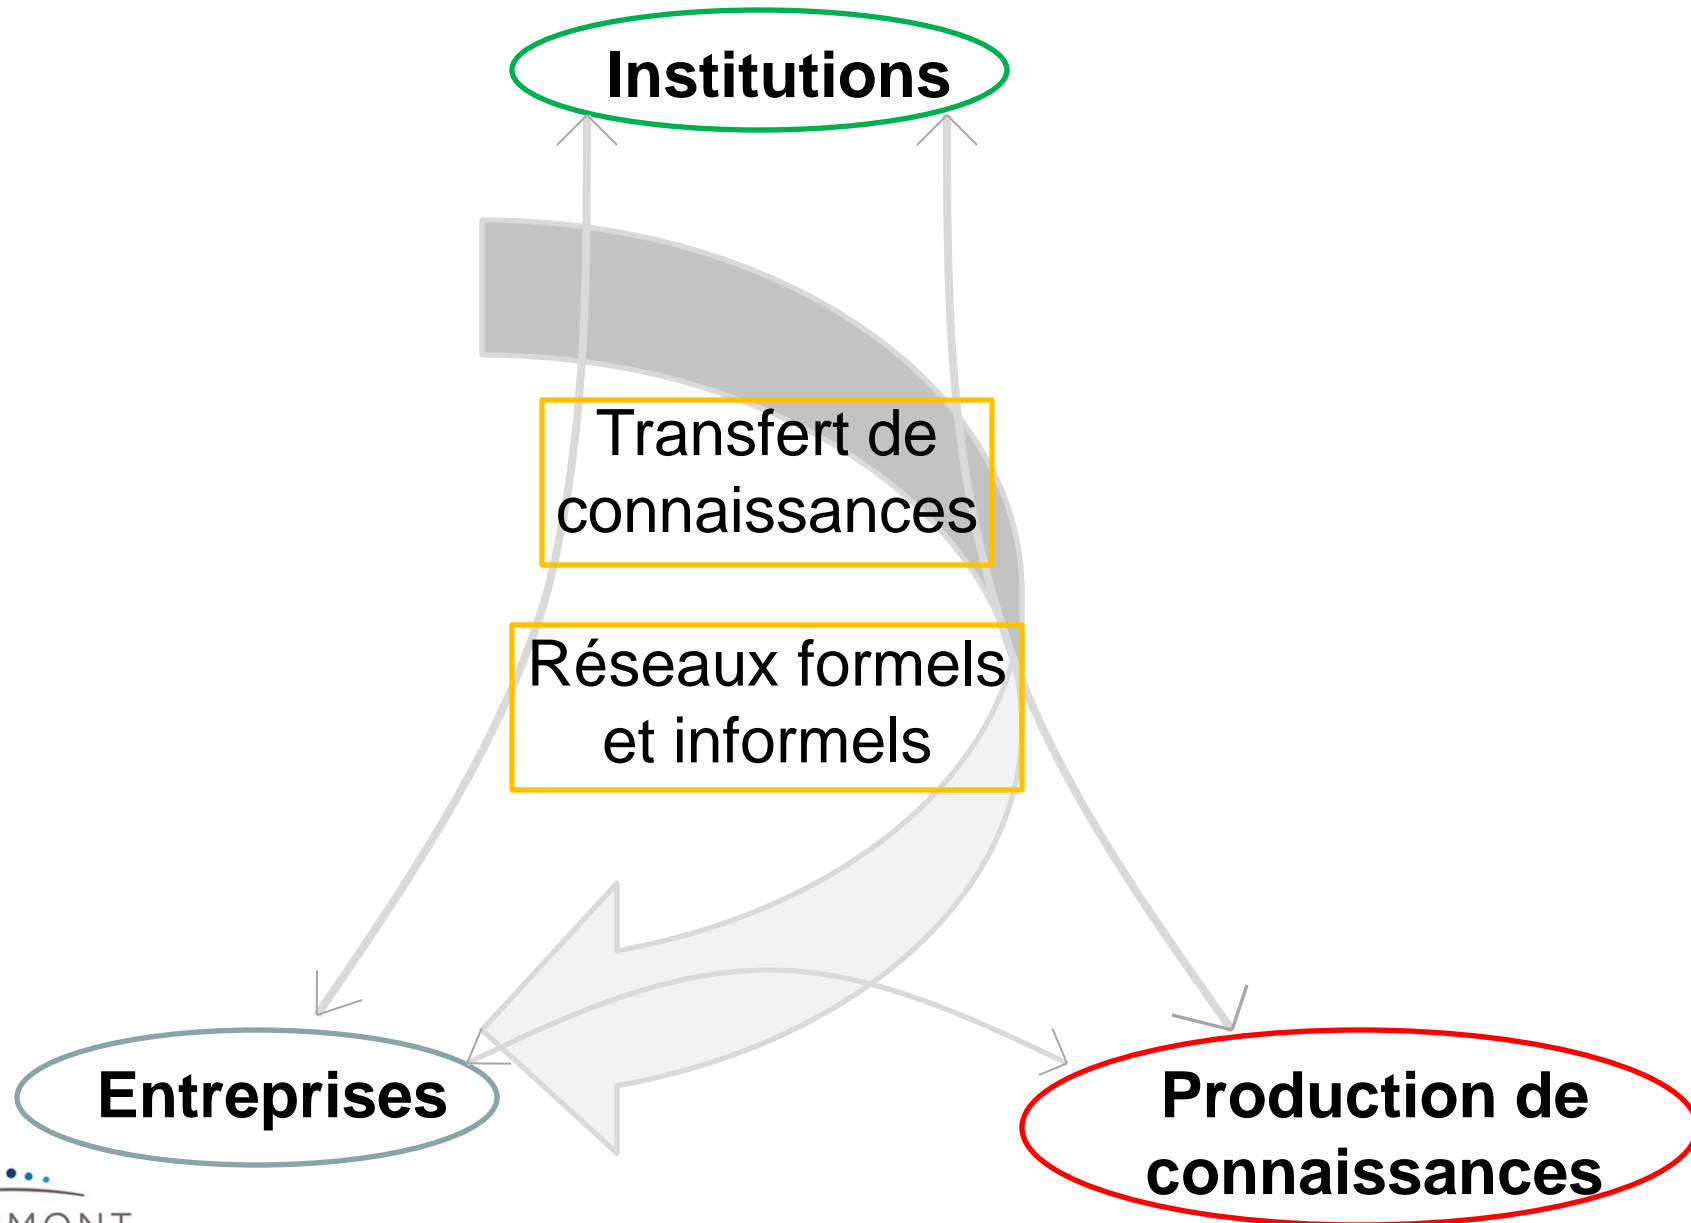 Institutions
Transfert de
connaissances
Réseaux formels
et informels
Entreprises
Production de
connaissances